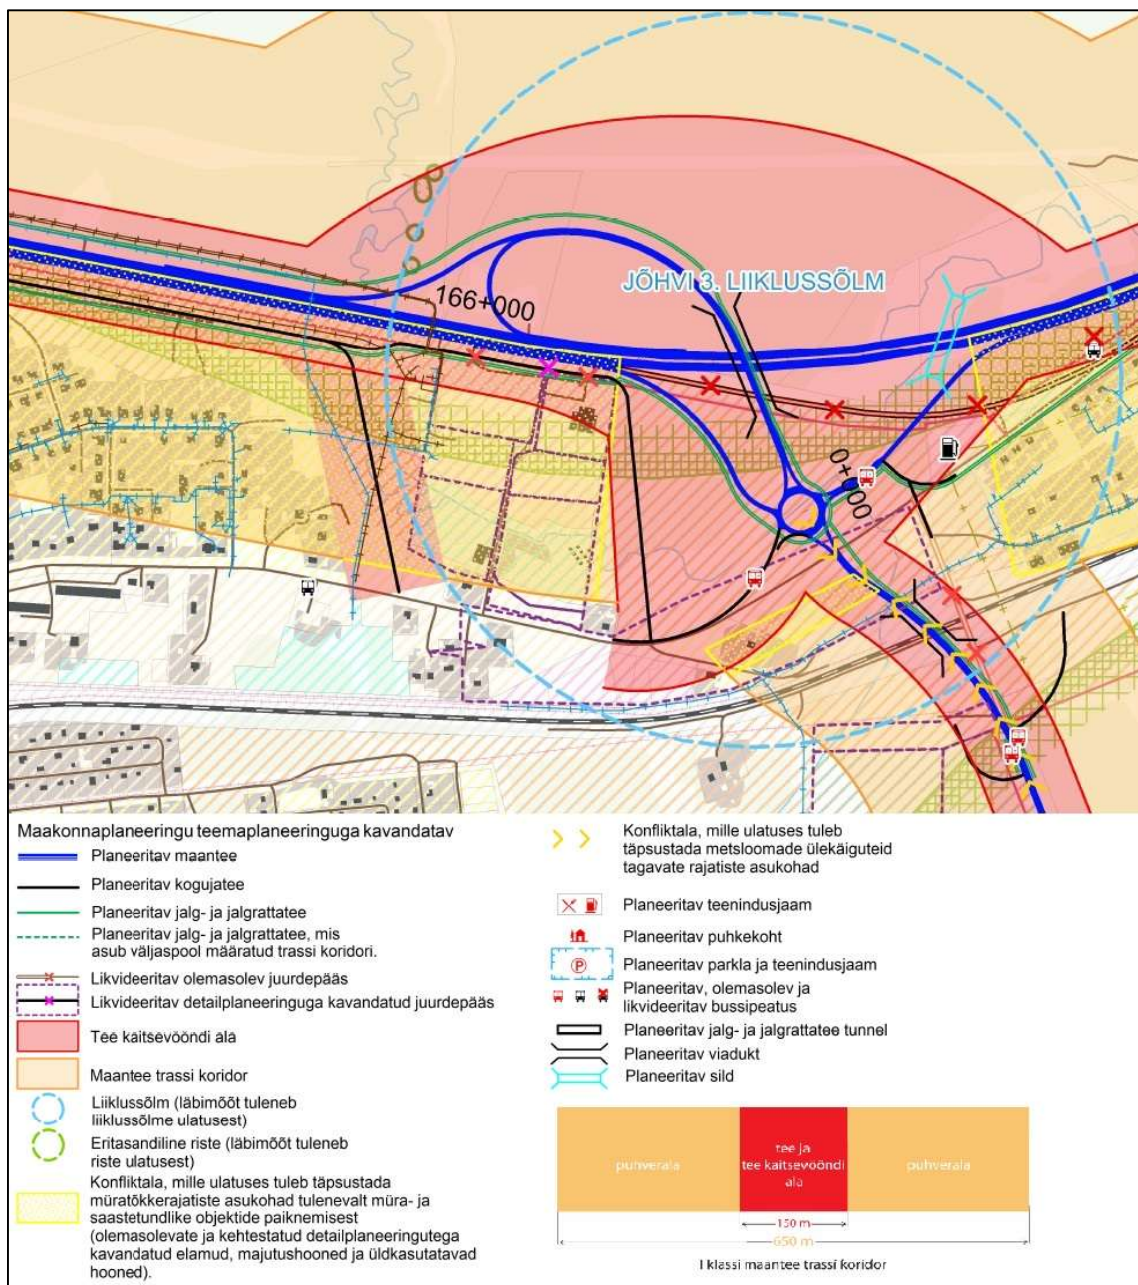 JÕHVI 3. LIIKLUSSÕLM
166+000
0+000
Maakonnaplaneeringu teemaplaneeringuga kavandatav
Planeeritav maantee
Planeeritav kogujatee
Planeeritav jalg- ja jalgrattatee
Planeeritav jalg- ja jalgrattatee, mis
asub väljaspool määratud trassi koridori.
Likvideeritav olemasolev juurdepääs
Likvideeritav detailplaneeringuga kavandatud juurdepääs
Tee kaitsevööndi ala
Maantee trassi koridor
Liiklussõlm (läbimõõt tuleneb
liiklussõlme ulatusest)
Eritasandiline riste (läbimõõt tuleneb
riste ulatusest)
Konfliktala, mille ulatuses tuleb täpsustada
müratõkkerajatiste asukohad tulenevalt müra- ja
saastetundlike objektide paiknemisest
(olemasolevate ja kehtestatud detailplaneeringutega
kavandatud elamud, majutushooned ja üldkasutatavad
hooned).
Konfliktala, mille ulatuses tuleb
täpsustada metsloomade ülekäiguteid
tagavate rajatiste asukohad
Planeeritav teenindusjaam
Planeeritav puhkekoht
P
Planeeritav parkla ja teenindusjaam
Planeeritav, olemasolev ja
likvideeritav bussipeatus
Planeeritav jalg- ja jalgrattatee tunnel
Planeeritav viadukt
Planeeritav sild
puhverala
tee ja
tee kaitsevööndi
ala
puhverala
150 m
650 m
I klassi maantee trassi koridor